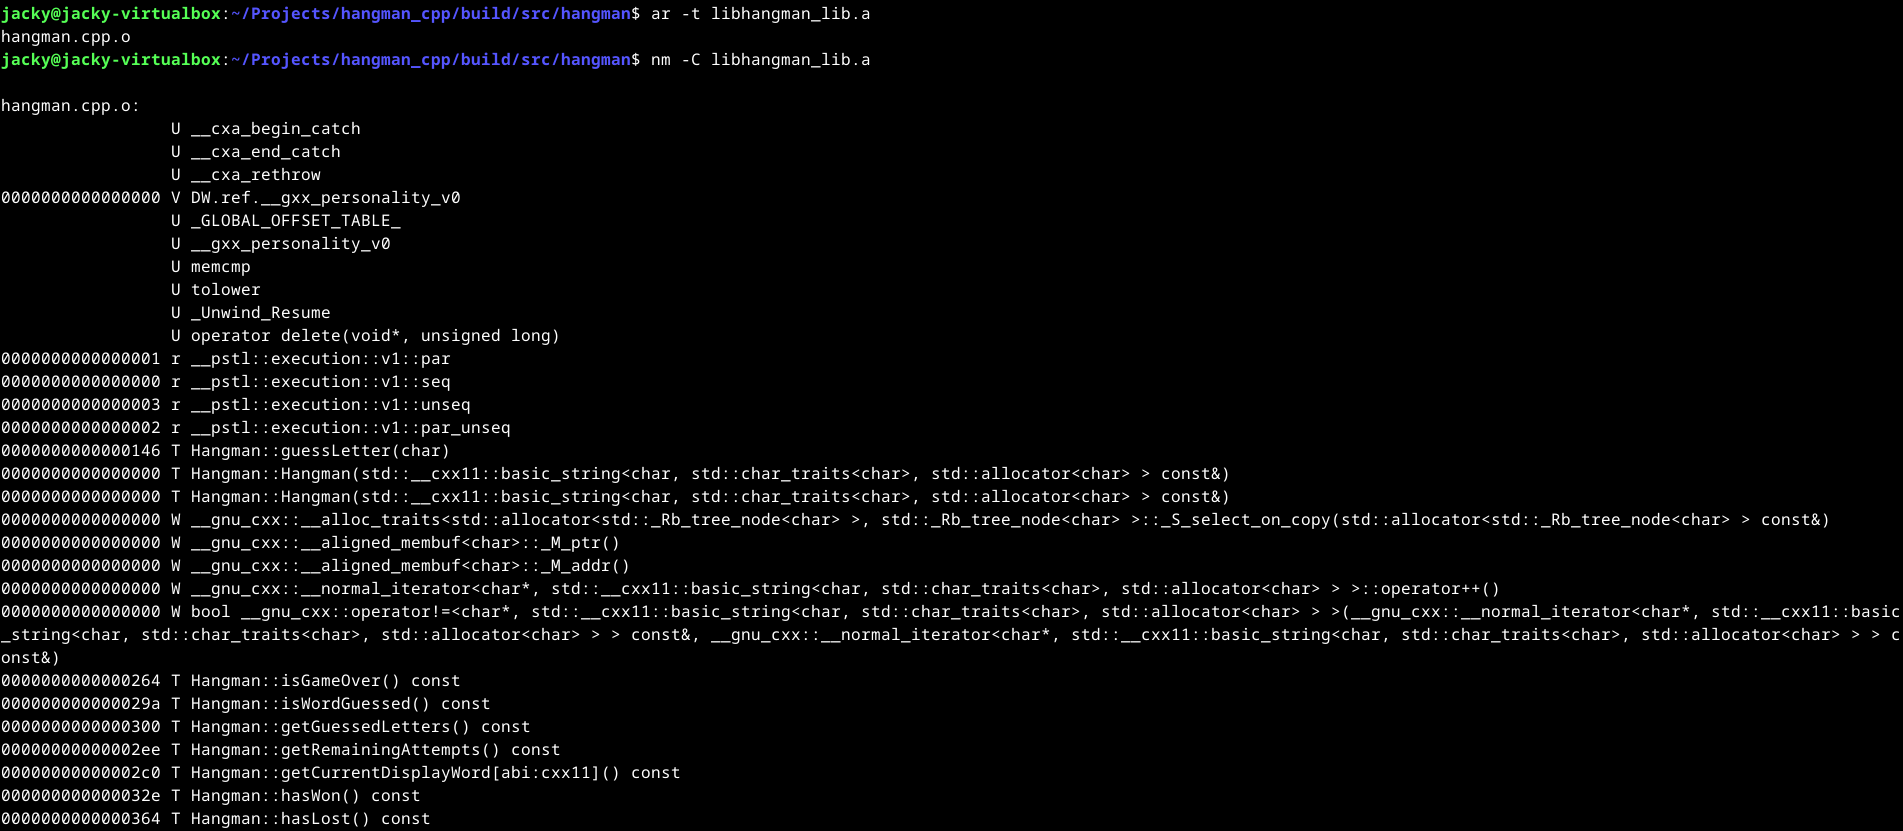 jacky@jacky-virtualbox:~/Projects/hangman_cpp/build/src/hangman$ ar -t libhangman_lib.a
hangman.cpp.o
jacky@jacky-virtualbox:~/Projects/hangman_cpp/build/src/hangman$ nm -C libhangman_lib.a
hangman.cpp.o:
U __cxa_begin_catch
U __cxa_end_catch
U __cxa_rethrow
0000000000000000 V DW.ref.__gxx_personality_v0
U _GLOBAL_OFFSET_TABLE_
U __gxx_personality_v0
U memcmp
U tolower
U _Unwind_Resume
U operator delete(void*, unsigned long)
0000000000000001 r __pstl::execution::v1::par
0000000000000000 r __pstl::execution::v1::seq
0000000000000003 r __pstl::execution::v1::unseq
0000000000000002 r __pstl::execution::v1::par_unseq
0000000000000146 T Hangman::guessLetter(char)
0000000000000000 T Hangman::Hangman(std::__cxx11::basic_string<char, std::char_traits<char>, std::allocator<char> > const&)
0000000000000000 T Hangman::Hangman(std::__cxx11::basic_string<char, std::char_traits<char>, std::allocator<char> > const&)
0000000000000000 W __gnu_cxx::__alloc_traits<std::allocator<std::_Rb_tree_node<char> >, std::_Rb_tree_node<char> >::_S_select_on_copy(std::allocator<std::_Rb_tree_node<char> > const&)
0000000000000000 W __gnu_cxx::__aligned_membuf<char>::_M_ptr()
0000000000000000 W __gnu_cxx::__aligned_membuf<char>::_M_addr()
0000000000000000 W __gnu_cxx::__normal_iterator<char*, std::__cxx11::basic_string<char, std::char_traits<char>, std::allocator<char> > >::operator++()
0000000000000000 W bool __gnu_cxx::operator!=<char*, std::__cxx11::basic_string<char, std::char_traits<char>, std::allocator<char> > >(__gnu_cxx::__normal_iterator<char*, std::__cxx11::basic
_string<char, std::char_traits<char>, std::allocator<char> > > const&, __gnu_cxx::__normal_iterator<char*, std::__cxx11::basic_string<char, std::char_traits<char>, std::allocator<char> > > c
onst&)
0000000000000264 T Hangman::isGameOver() const
000000000000029a T Hangman::isWordGuessed() const
0000000000000300 T Hangman::getGuessedLetters() const
00000000000002ee T Hangman::getRemainingAttempts() const
00000000000002c0 T Hangman::getCurrentDisplayWord[abi:cxx11]() const
000000000000032e T Hangman::hasWon() const
0000000000000364 T Hangman::hasLost() const